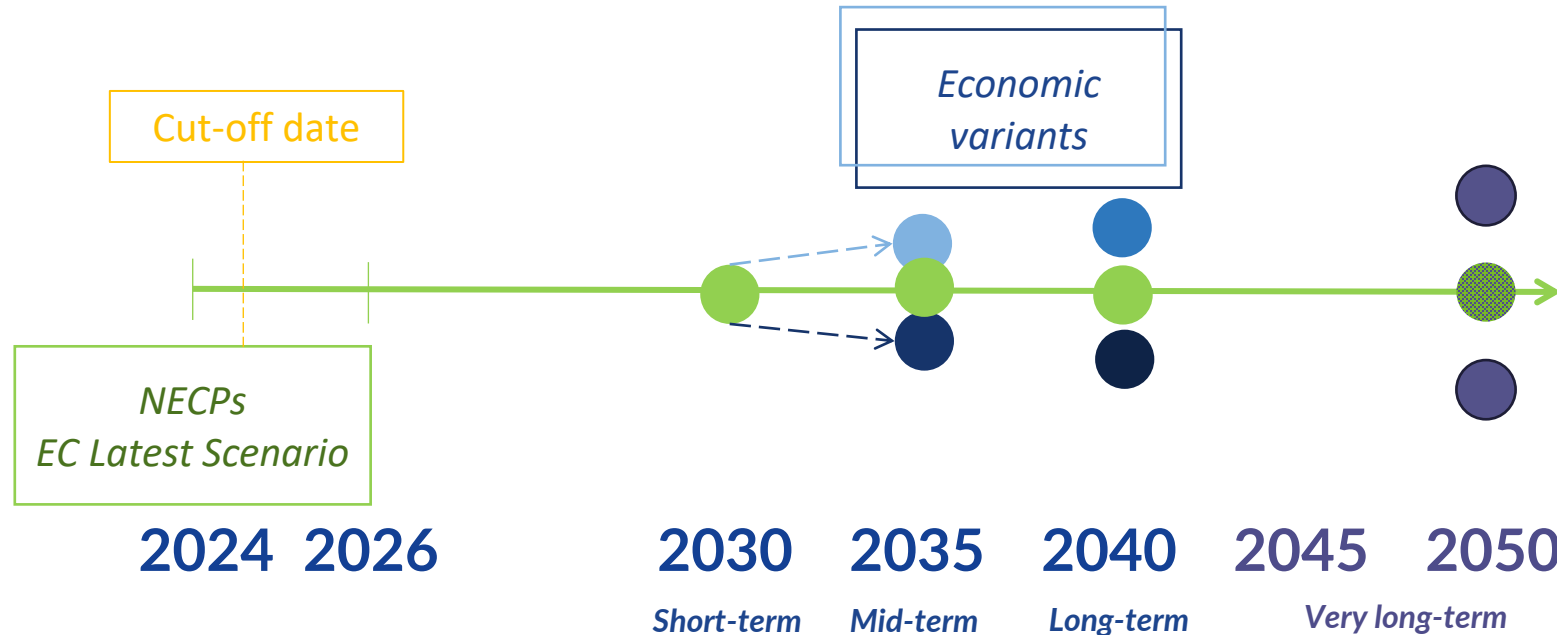 Economic
variants
Cut-off date
NECPs
EC Latest Scenario
2024 2026 2030 2035 2040 2045 2050
Short-term Mid-term Long-term Very long-term